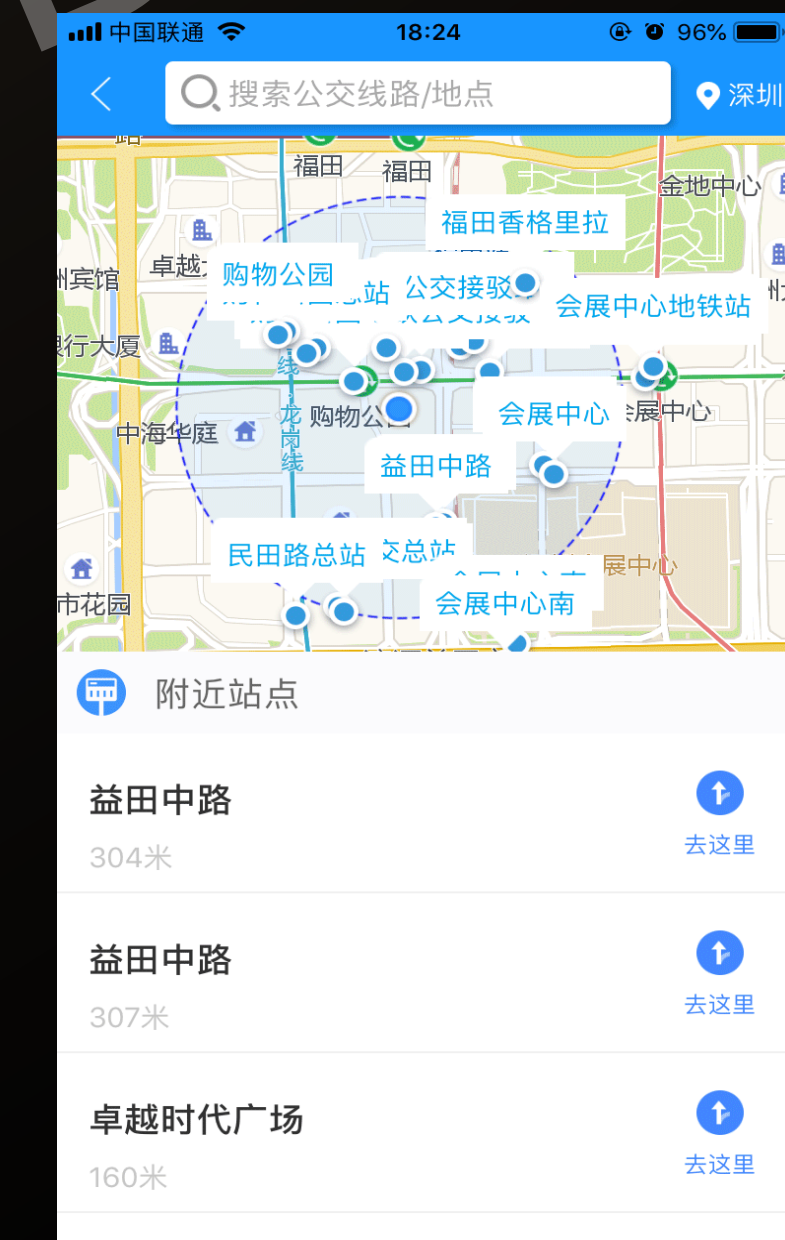 中国联通
18:24
96%
搜索公交线路/地点
深圳
福田
福田
金地中心
福田香格里拉
卓越
宾馆
购物公园
总站
公交接驳
会展中心地铁站
行大厦
线
龙岗线
购物公
会展中心
展中心
中海华庭
益田中路
民田路总站
交总站
展中心
市花园
会展中心南
附近站点
益田中路
304米
去这里
益田中路
307米
去这里
卓越时代广场
160米
去这里